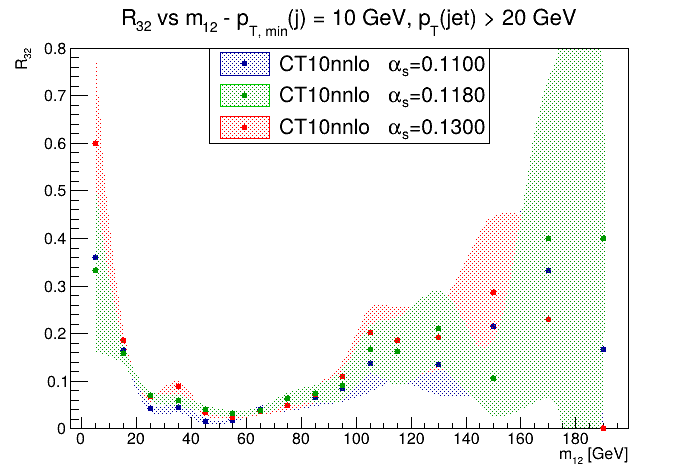 R32 vs m12 - pT, min(j) = 10 GeV, pT(jet) > 20 GeV
R32
0.8
0.7
0.6
0.5
0.4
0.3
0.2
0.1
0
CT10nnlo αs=0.1100
CT10nnlo αs=0.1180
CT10nnlo αs=0.1300
0 20 40 60 80 100 120 140 160 180
m12 [GeV]